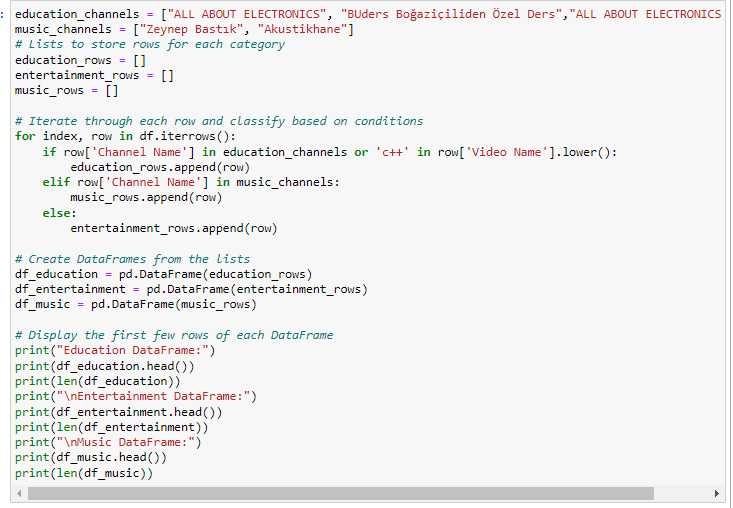 education_channels = ["ALL ABOUT ELECTRONICS", "BUders Boğaziçiliden Özel Ders","ALL ABOUT ELECTRONICS
music_channels = ["Zeynep Bastık", "Akustikhane"]
# Lists to store rows for each category
education_rows = []
entertainment_rows = []
music_rows = []

# Iterate through each row and classify based on conditions
for index, row in df.iterrows():
    if row['Channel Name'] in education_channels or 'c++' in row['Video Name'].lower():
        education_rows.append(row)
    elif row['Channel Name'] in music_channels:
        music_rows.append(row)
    else:
        entertainment_rows.append(row)

# Create DataFrames from the lists
df_education = pd.DataFrame(education_rows)
df_entertainment = pd.DataFrame(entertainment_rows)
df_music = pd.DataFrame(music_rows)

# Display the first few rows of each DataFrame
print("Education DataFrame:")
print(df_education.head())
print(len(df_education))
print("\nEntertainment DataFrame:")
print(df_entertainment.head())
print(len(df_entertainment))
print("\nMusic DataFrame:")
print(df_music.head())
print(len(df_music))